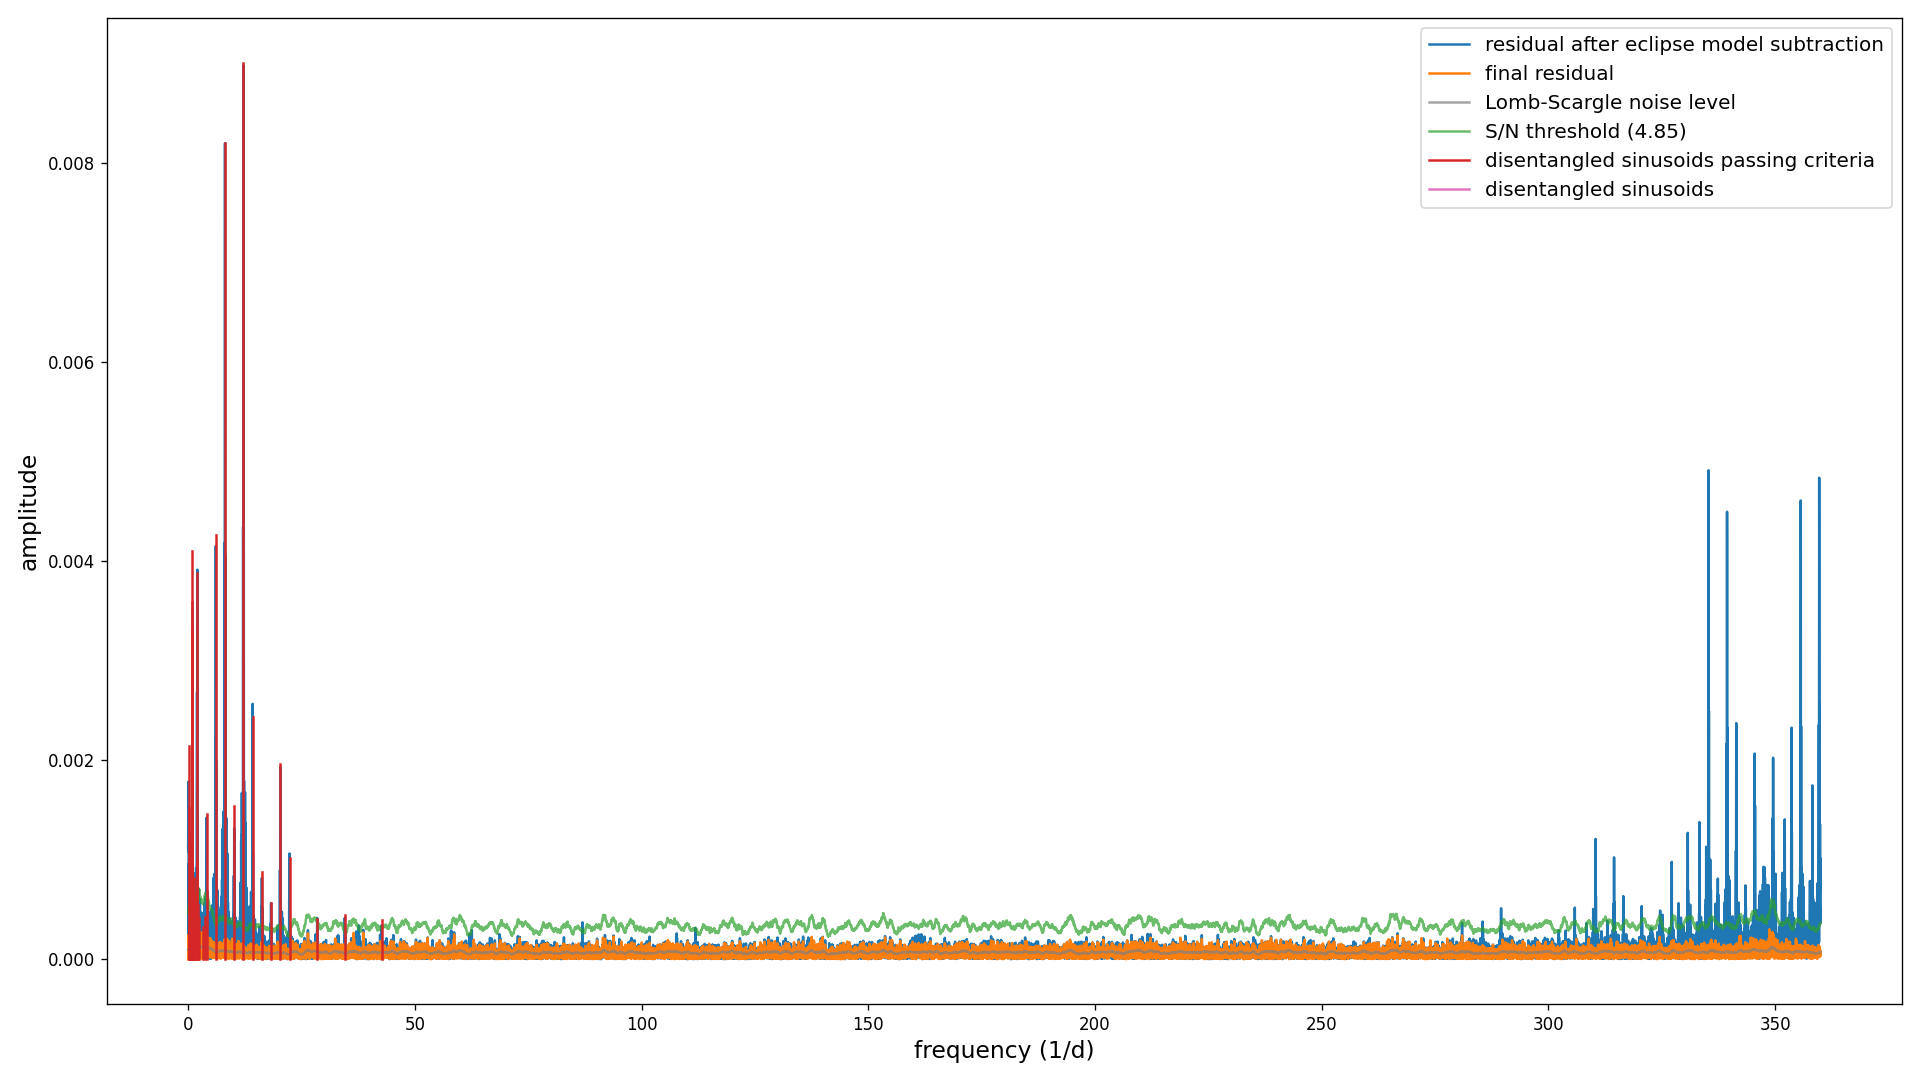 residual after eclipse model subtraction
final residual
Lomb-Scargle noise level
S/N threshold (4.85)
disentangled sinusoids passing criteria
disentangled sinusoids
0.008
0.006
0.004
0.002
0.000
amplitude
0 50 100 150 200 250 300 350
frequency (1/d)